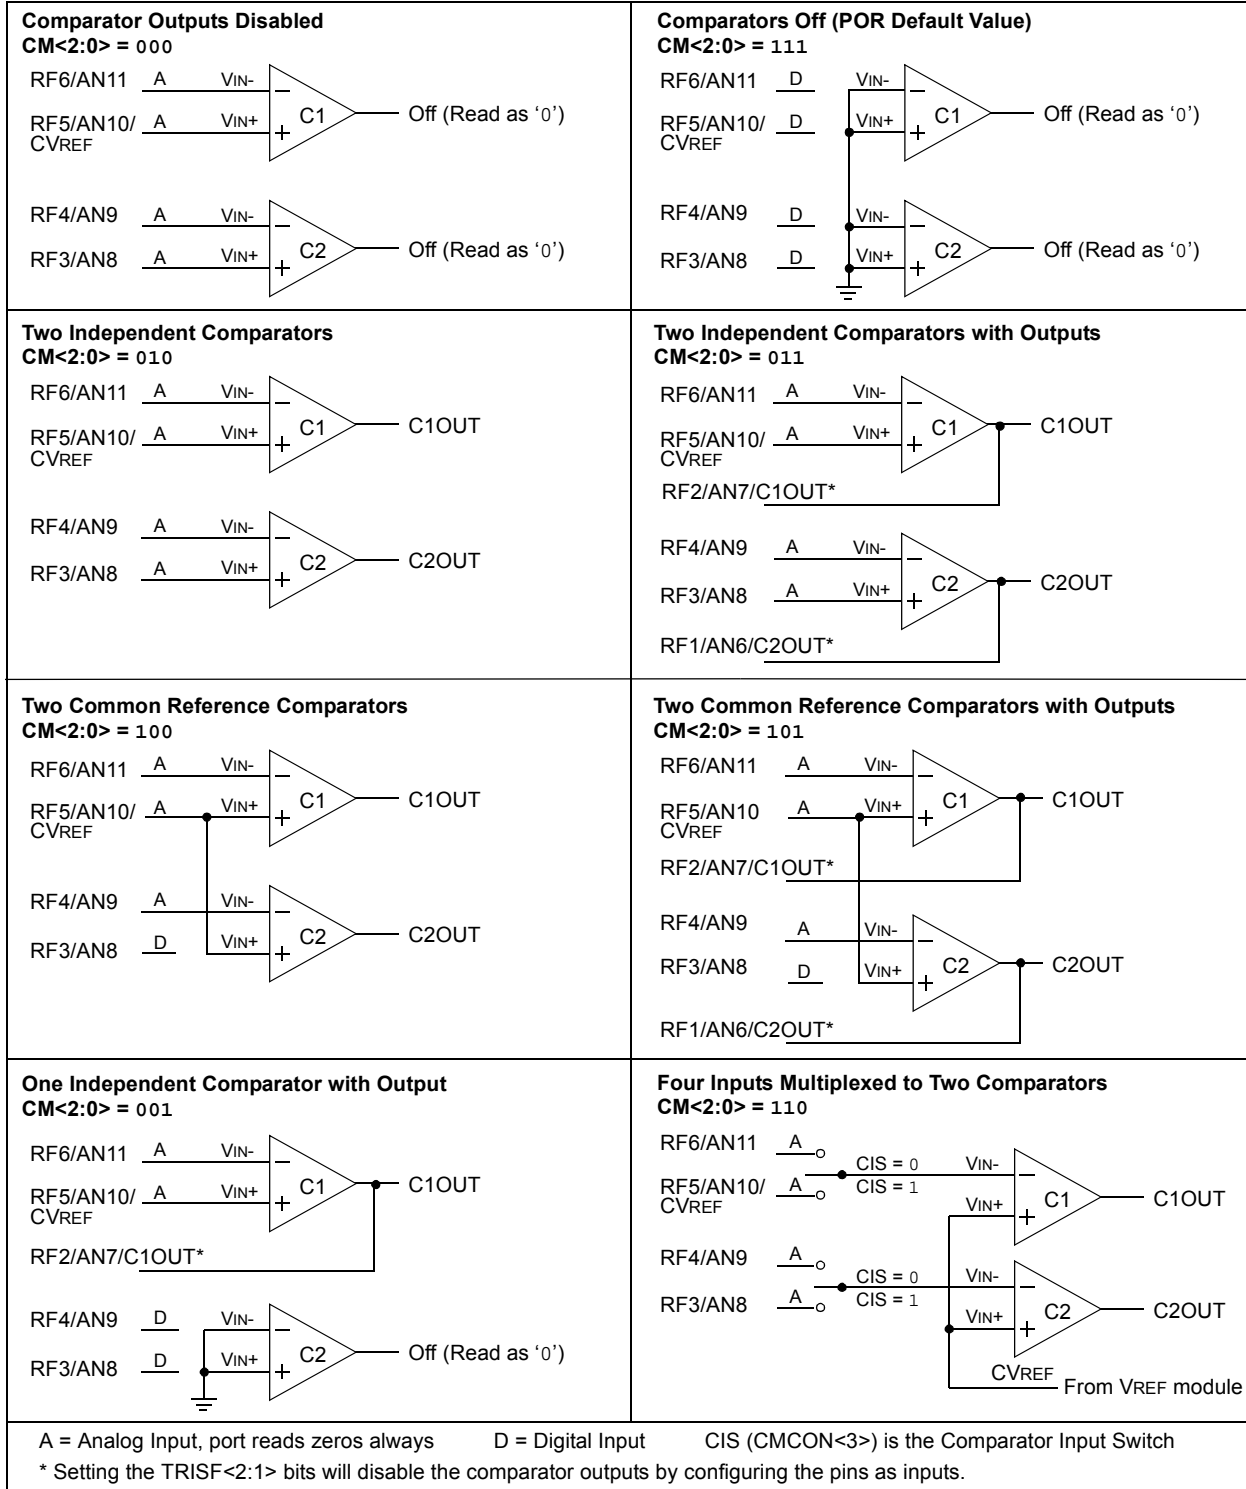 Comparator Outputs Disabled
CM<2:0> = 000
RF6/AN11 A VIN-
C1 Off (Read as ‘0’)
RF5/AN10/ A VIN+
CVREF
RF4/AN9 A VIN-
C2 Off (Read as ‘0’)
RF3/AN8 A VIN+
Comparators Off (POR Default Value)
CM<2:0> = 111
RF6/AN11 D VIN-
C1 Off (Read as ‘0’)
RF5/AN10/ D VIN+
CVREF
RF4/AN9 D VIN-
C2 Off (Read as ‘0’)
RF3/AN8 D VIN+
Two Independent Comparators
CM<2:0> = 010
RF6/AN11 A VIN-
C1 C1OUT
RF5/AN10/ A VIN+
CVREF
RF4/AN9 A VIN-
C2 C2OUT
RF3/AN8 A VIN+
Two Independent Comparators with Outputs
CM<2:0> = 011
RF6/AN11 A VIN-
C1 C1OUT
RF5/AN10/ A VIN+
CVREF
RF2/AN7/C1OUT*
RF4/AN9 A VIN-
C2 C2OUT
RF3/AN8 A VIN+
RF1/AN6/C2OUT*
Two Common Reference Comparators
CM<2:0> = 100
RF6/AN11 A VIN-
C1 C1OUT
RF5/AN10/ A VIN+
CVREF
RF4/AN9 A VIN-
C2 C2OUT
RF3/AN8 D VIN+
Two Common Reference Comparators with Outputs
CM<2:0> = 101
RF6/AN11 A VIN-
C1 C1OUT
RF5/AN10 A VIN+
CVREF
RF2/AN7/C1OUT*
RF4/AN9 A VIN-
C2 C2OUT
RF3/AN8 D VIN+
RF1/AN6/C2OUT*
One Independent Comparator with Output
CM<2:0> = 001
RF6/AN11 A VIN-
C1 C1OUT
RF5/AN10/ A VIN+
CVREF
RF2/AN7/C1OUT*
RF4/AN9 D VIN-
C2 Off (Read as ‘0’)
RF3/AN8 D VIN+
Four Inputs Multiplexed to Two Comparators
CM<2:0> = 110
RF6/AN11 A
CIS = 0 VIN-
RF5/AN10/ A CIS = 1
CVREF
VIN+ C1 C1OUT
RF4/AN9 A
CIS = 0 VIN-
RF3/AN8 A CIS = 1
VIN+ C2 C2OUT
CVREF
From VREF module
A = Analog Input, port reads zeros always D = Digital Input CIS (CMCON<3>) is the Comparator Input Switch
* Setting the TRISF<2:1> bits will disable the comparator outputs by configuring the pins as inputs.